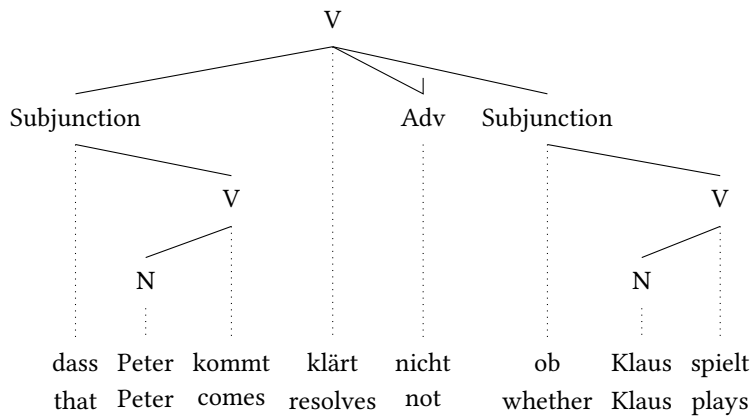 V
Subjunction Adv Subjunction
V V
N N
dass Peter kommt klärt nicht ob Klaus spielt
that Peter comes resolves not whether Klaus plays